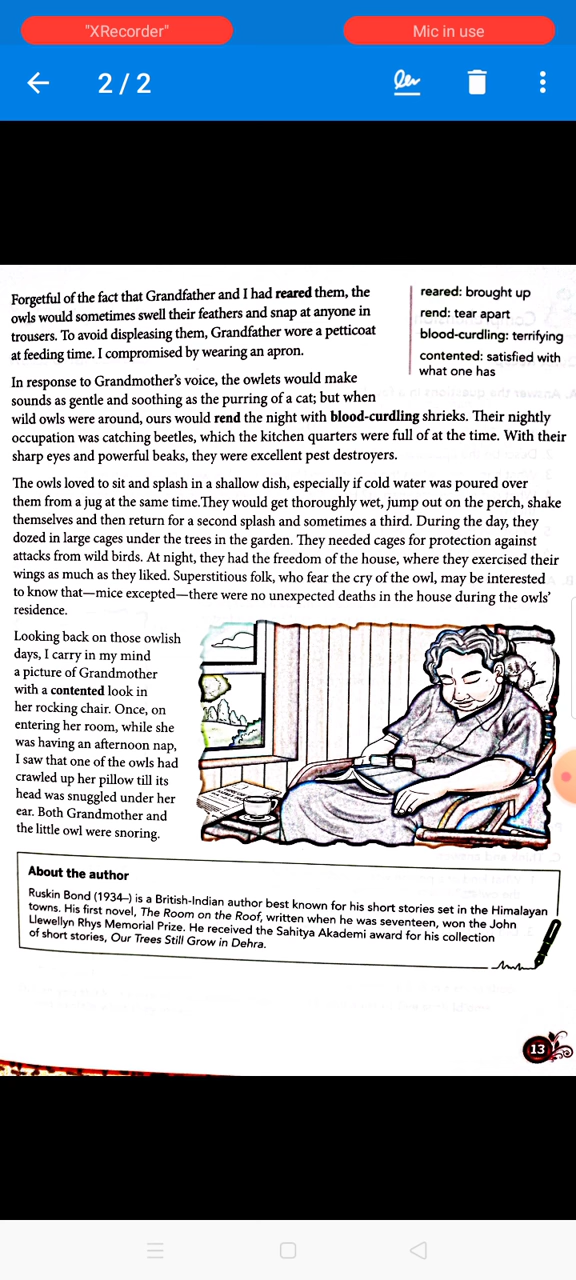 "XRecorder"
Mic in use
2 / 2
Forgetful of the fact that Grandfather and I had reared them, the
owls would sometimes swell their feathers and snap at anyone in
trousers. To avoid displeasing them, Grandfather wore a petticoat
at feeding time. I compromised by wearing an apron.
reared: brought up
rend: tear apart
blood-curdling: terrifying
contented: satisfied with
what one has
In response to Grandmother's voice, the owlets would make
sounds as gentle and soothing as the purring of a cat; but when
wild owls were around, ours would rend the night with blood-curdling shrieks. Their nightly
occupation was catching beetles, which the kitchen quarters were full of at the time. With their
sharp eyes and powerful beaks, they were excellent pest destroyers.
The owls loved to sit and splash in a shallow dish, especially if cold water was poured over
them from a jug at the same time.They would get thoroughly wet, jump out on the perch, shake
themselves and then return for a second splash and sometimes a third. During the day, they
dozed in large cages under the trees in the garden. They needed cages for protection against
attacks from wild birds. At night, they had the freedom of the house, where they exercised their
wings as much as they liked. Superstitious folk, who fear the cry of the owl, may be interested
to know that—mice excepted—there were no unexpected deaths in the house during the owls'
residence.
Looking back on those owlish
days, I carry in my mind
a picture of Grandmother
with a contented look in
her rocking chair. Once, on
entering her room, while she
was having an afternoon nap,
I saw that one of the owls had
crawled up her pillow till its
head was snuggled under her
ear. Both Grandmother and
the little owl were snoring.
About the author
Ruskin Bond (1934–) is a British-Indian author best known for his short stories set in the Himalayan
towns. His first novel, The Room on the Roof, written when he was seventeen, won the John
Llewellyn Rhys Memorial Prize. He received the Sahitya Akademi award for his collection
of short stories, Our Trees Still Grow in Dehra.
13